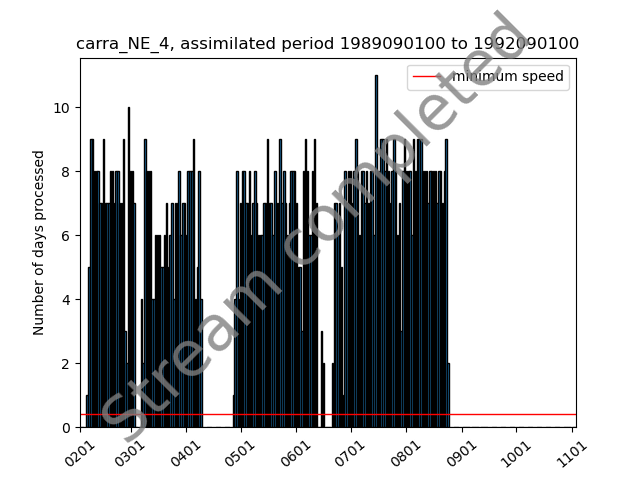 carra_NE_4, assimilated period 1989090100 to 1992090100
minimum speed
Number of days processed
10
8
6
4
2
0
0201 0301 0401 0501 0601 0701 0801 0901 1001 1101
Stream completed